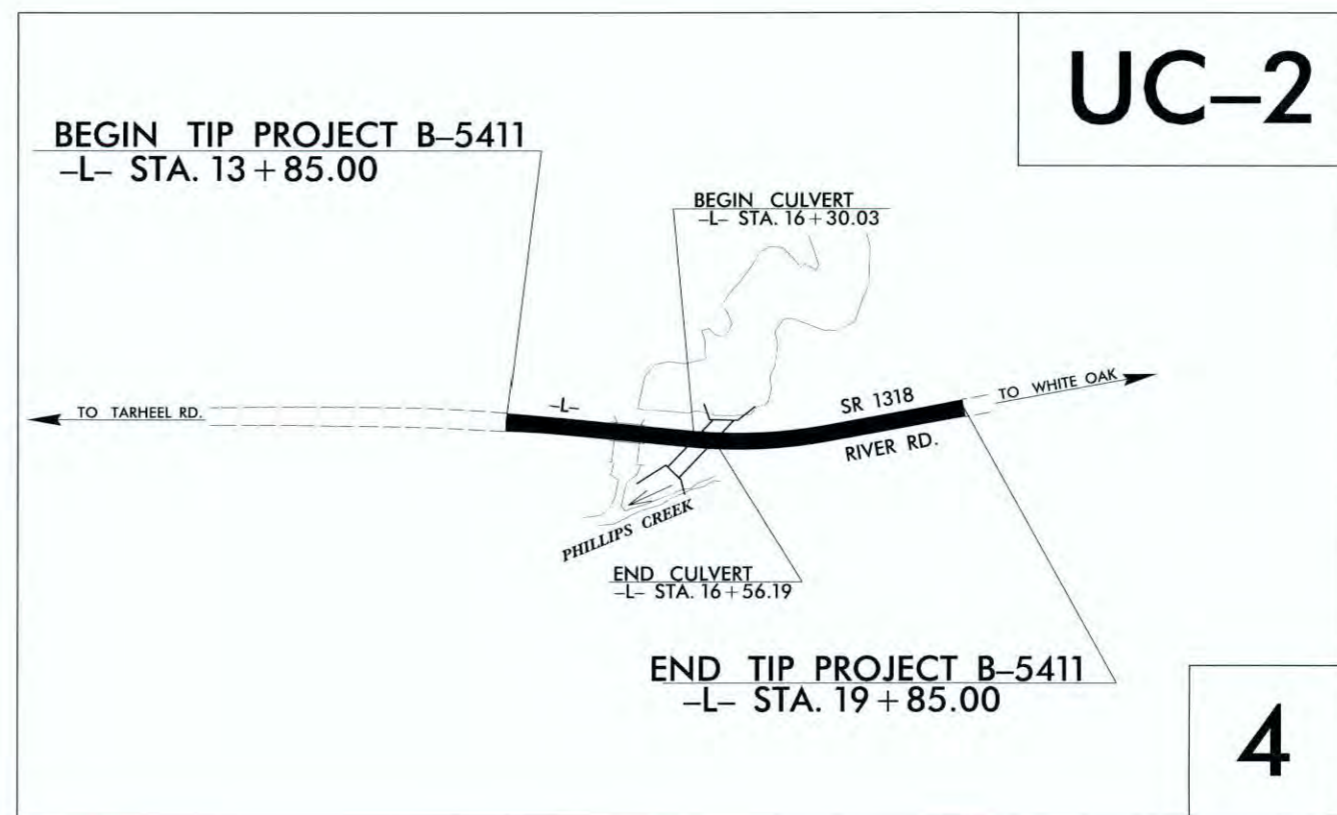 UC–2
BEGIN TIP PROJECT B–5411
–L– STA. 13 + 85.00
BEGIN CULVERT
–L– STA. 16 + 30.03
TO TARHEEL RD.
–L–
SR 1318
RIVER RD.
TO WHITE OAK
PHILLIPS CREEK
END CULVERT
–L– STA. 16 + 56.19
END TIP PROJECT B–5411
–L– STA. 19 + 85.00
4